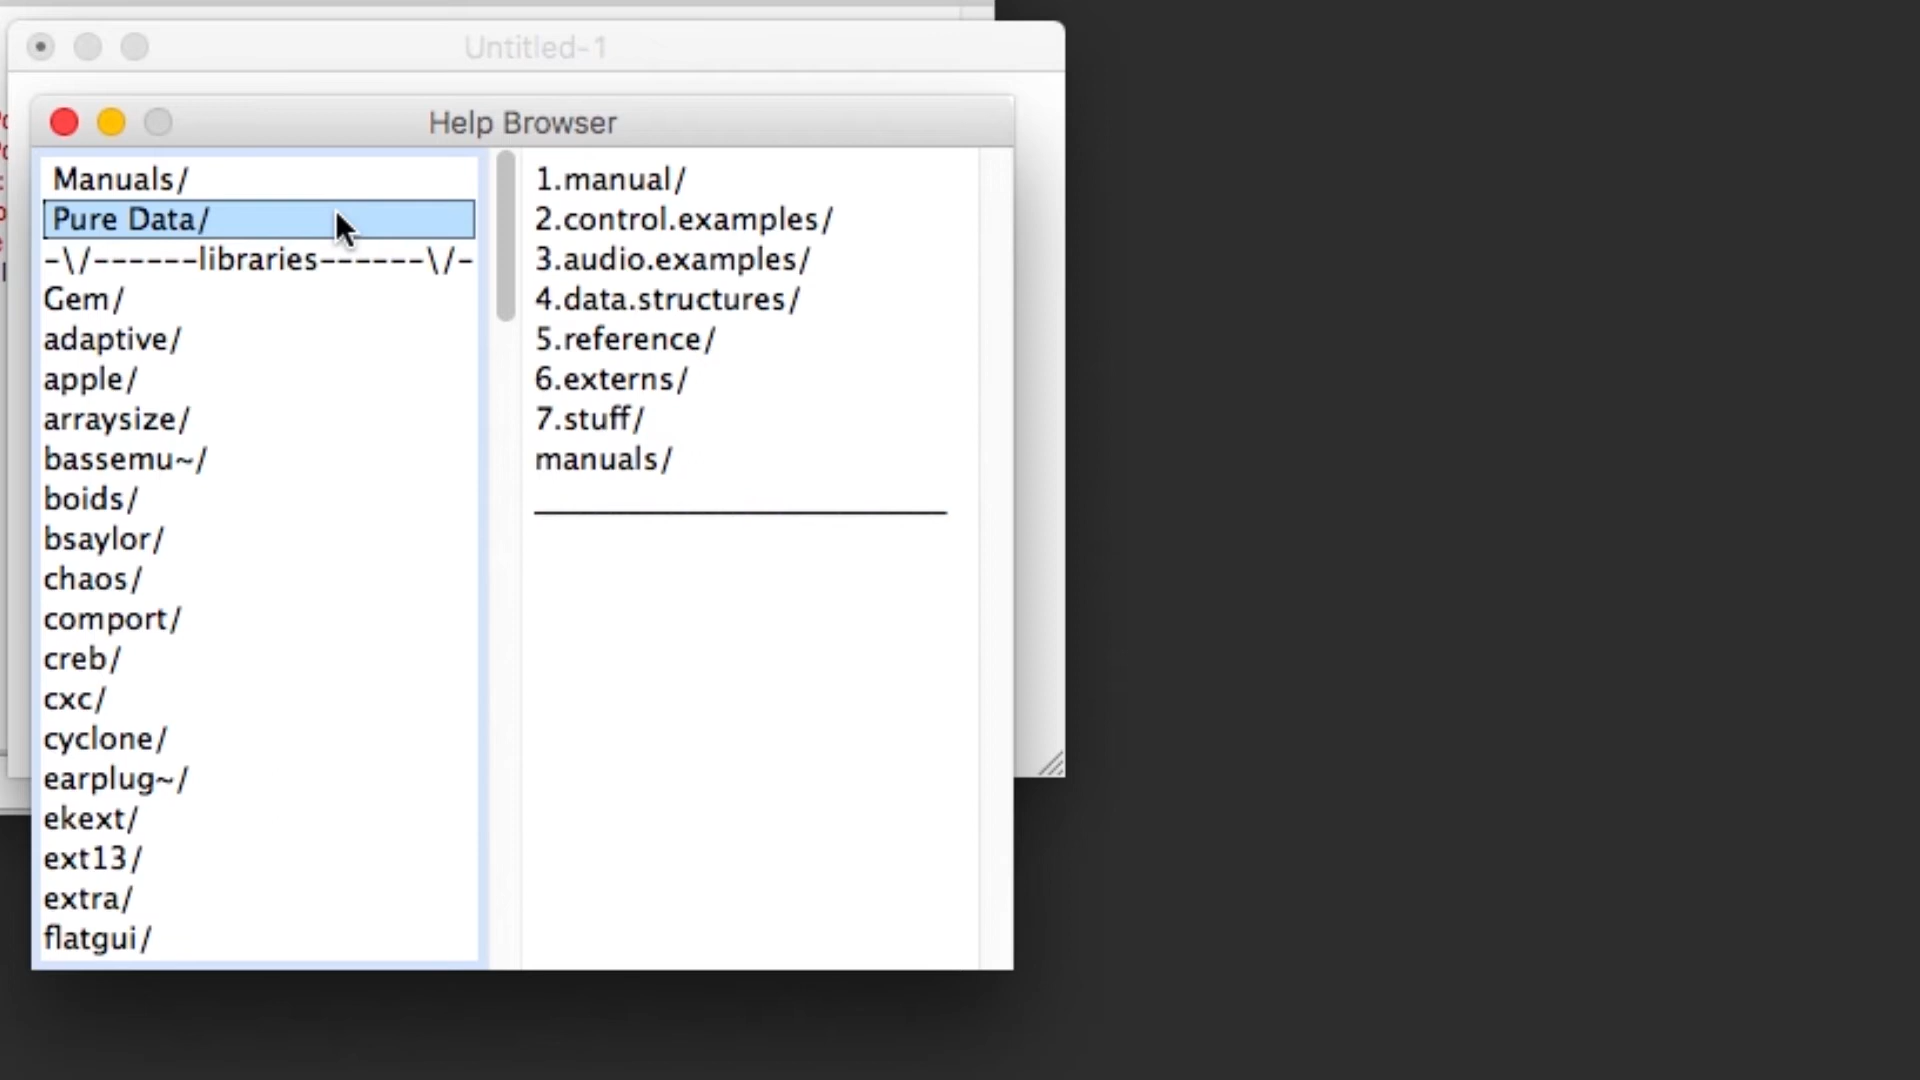 Untitled-1
Help Browser
Manuals/
Pure Data/
-\/------libraries------\/-
Gem/
adaptive/
apple/
arraysize/
bassemu~/
boids/
bsaylor/
chaos/
comport/
creb/
cxc/
cyclone/
earplug~/
ekext/
ext13/
extra/
flatgui/
1.manual/
2.control.examples/
3.audio.examples/
4.data.structures/
5.reference/
6.externs/
7.stuff/
manuals/